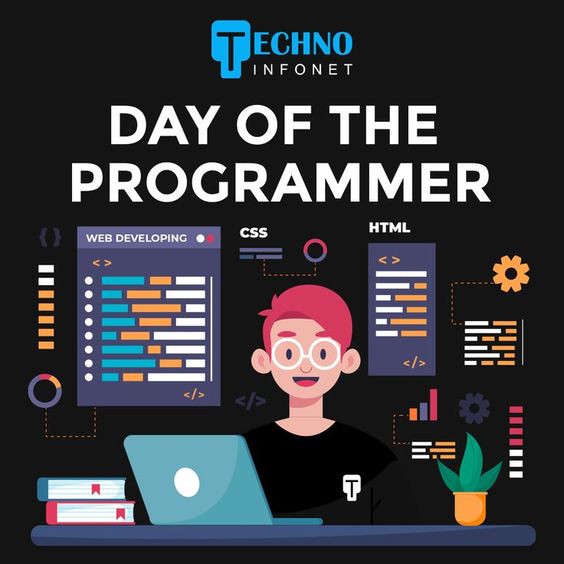 TECHNO
INFONET
DAY OF THE
PROGRAMMER
WEB DEVELOPING
CSS
HTML
{ }
< >
< >
</>
</>
</>
T